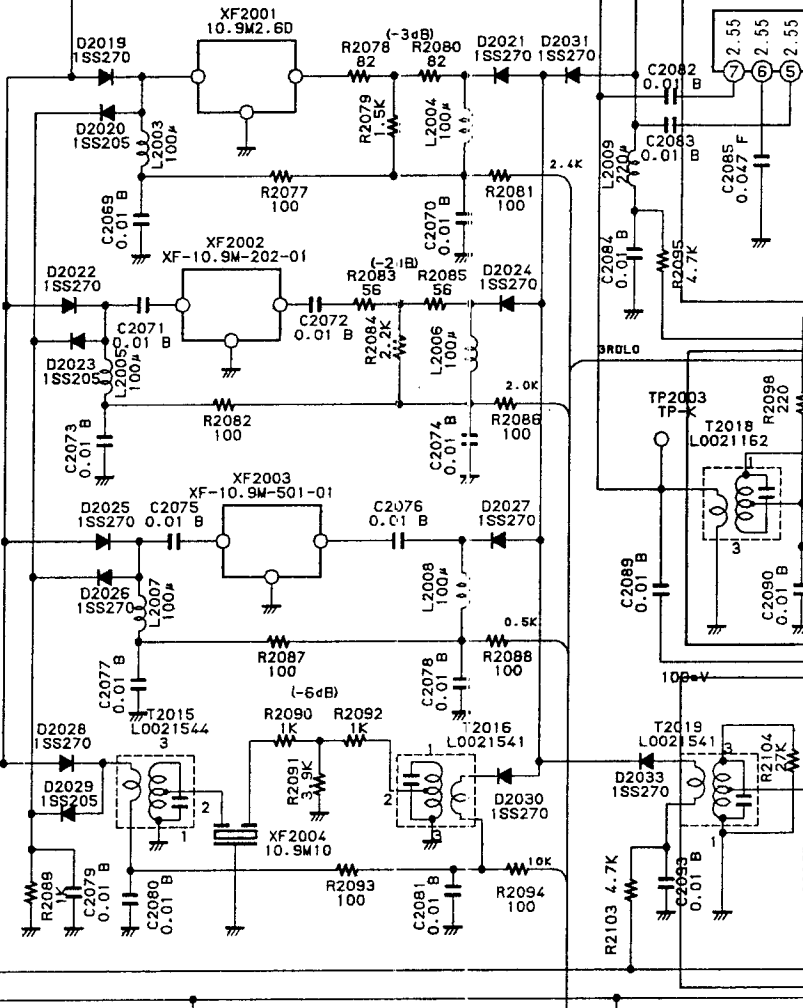 XF2001
10.9M2.6D
D2019
1SS270
(-3dB)
R2078
82
R2080
82
D2021
1SS270
D2031
1SS270
2.55
2.55
2.55
7
6
5
C2082
0.01 B
D2020
1SS205
L2003
100μ
R2079
1.5K
L2004
100μ
C2083
0.01 B
L2009
220μ
C2085
0.047 F
2.4K
R2077
100
R2081
100
C2069
0.01 B
C2070
0.01 B
C2084
0.01 B
R2095
4.7K
XF2002
XF-10.9M-202-01
D2022
1SS270
R2083
56
R2085
56
D2024
1SS270
C2071
0.01 B
C2072
0.01 B
R2084
2.2K
L2006
100μ
D2023
1SS205
L2005
100μ
3RDLO
2.0K
R2082
100
R2086
100
C2073
0.01 B
C2074
0.01 B
TP2003
R2098
220
T2018
L0021162
1
3
XF2003
XF-10.9M-501-01
D2025
1SS270
C2075
0.01 B
C2076
0.01 B
D2027
1SS270
D2026
1SS270
L2007
100μ
L2008
100μ
C2089
0.01 B
C2090
0.01 B
0.5K
R2087
100
R2088
100
C2077
0.01 B
C2078
0.01 B
(-6dB)
T2015
L0021544
3
2
1
R2090
1K
R2092
1K
T2016
L0021541
1
2
3
D2028
1SS270
D2029
1SS205
R2091
3.9K
D2030
1SS270
T2019
L0021541
3
1
D2033
1SS270
R2104
27K
XF2004
10.9M10
10K
R2089
1K
C2079
0.01 B
C2080
0.01 B
R2093
100
C2081
0.01 B
R2094
100
R2103 4.7K
C2093
0.01 B